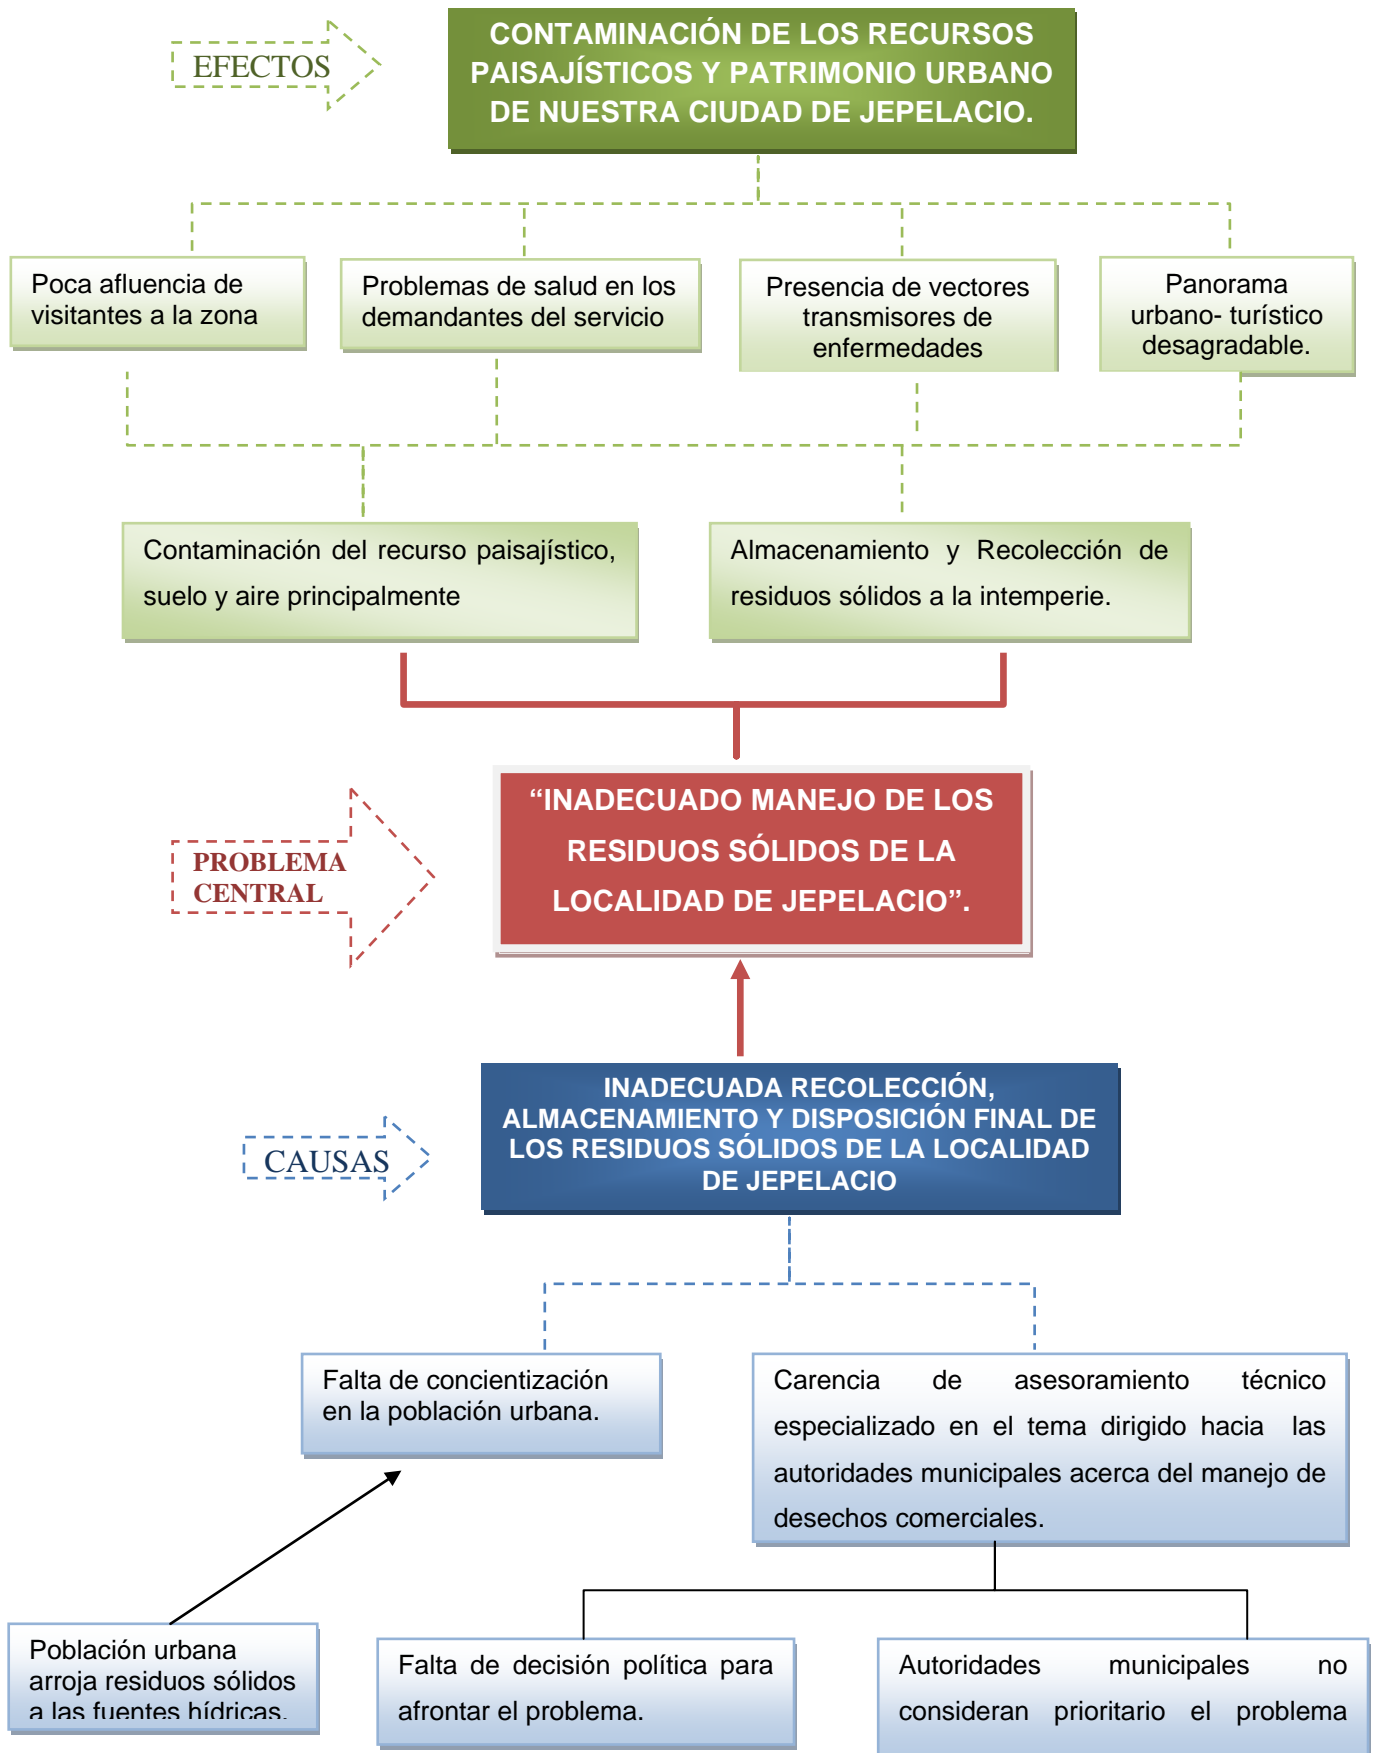 EFECTOS
CONTAMINACIÓN DE LOS RECURSOS
PAISAJÍSTICOS Y PATRIMONIO URBANO
DE NUESTRA CIUDAD DE JEPELACIO.
Poca afluencia de
visitantes a la zona
Problemas de salud en los
demandantes del servicio
Presencia de vectores
transmisores de
enfermedades
Panorama
urbano- turístico
desagradable.
Contaminación del recurso paisajístico,
suelo y aire principalmente
Almacenamiento y Recolección de
residuos sólidos a la intemperie.
PROBLEMA
CENTRAL
“INADECUADO MANEJO DE LOS
RESIDUOS SÓLIDOS DE LA
LOCALIDAD DE JEPELACIO”.
CAUSAS
INADECUADA RECOLECCIÓN,
ALMACENAMIENTO Y DISPOSICIÓN FINAL DE
LOS RESIDUOS SÓLIDOS DE LA LOCALIDAD
DE JEPELACIO
Falta de concientización
en la población urbana.
Carencia de asesoramiento técnico
especializado en el tema dirigido hacia las
autoridades municipales acerca del manejo de
desechos comerciales.
Población urbana
arroja residuos sólidos
a las fuentes hídricas.
Falta de decisión política para
afrontar el problema.
Autoridades municipales no
consideran prioritario el problema